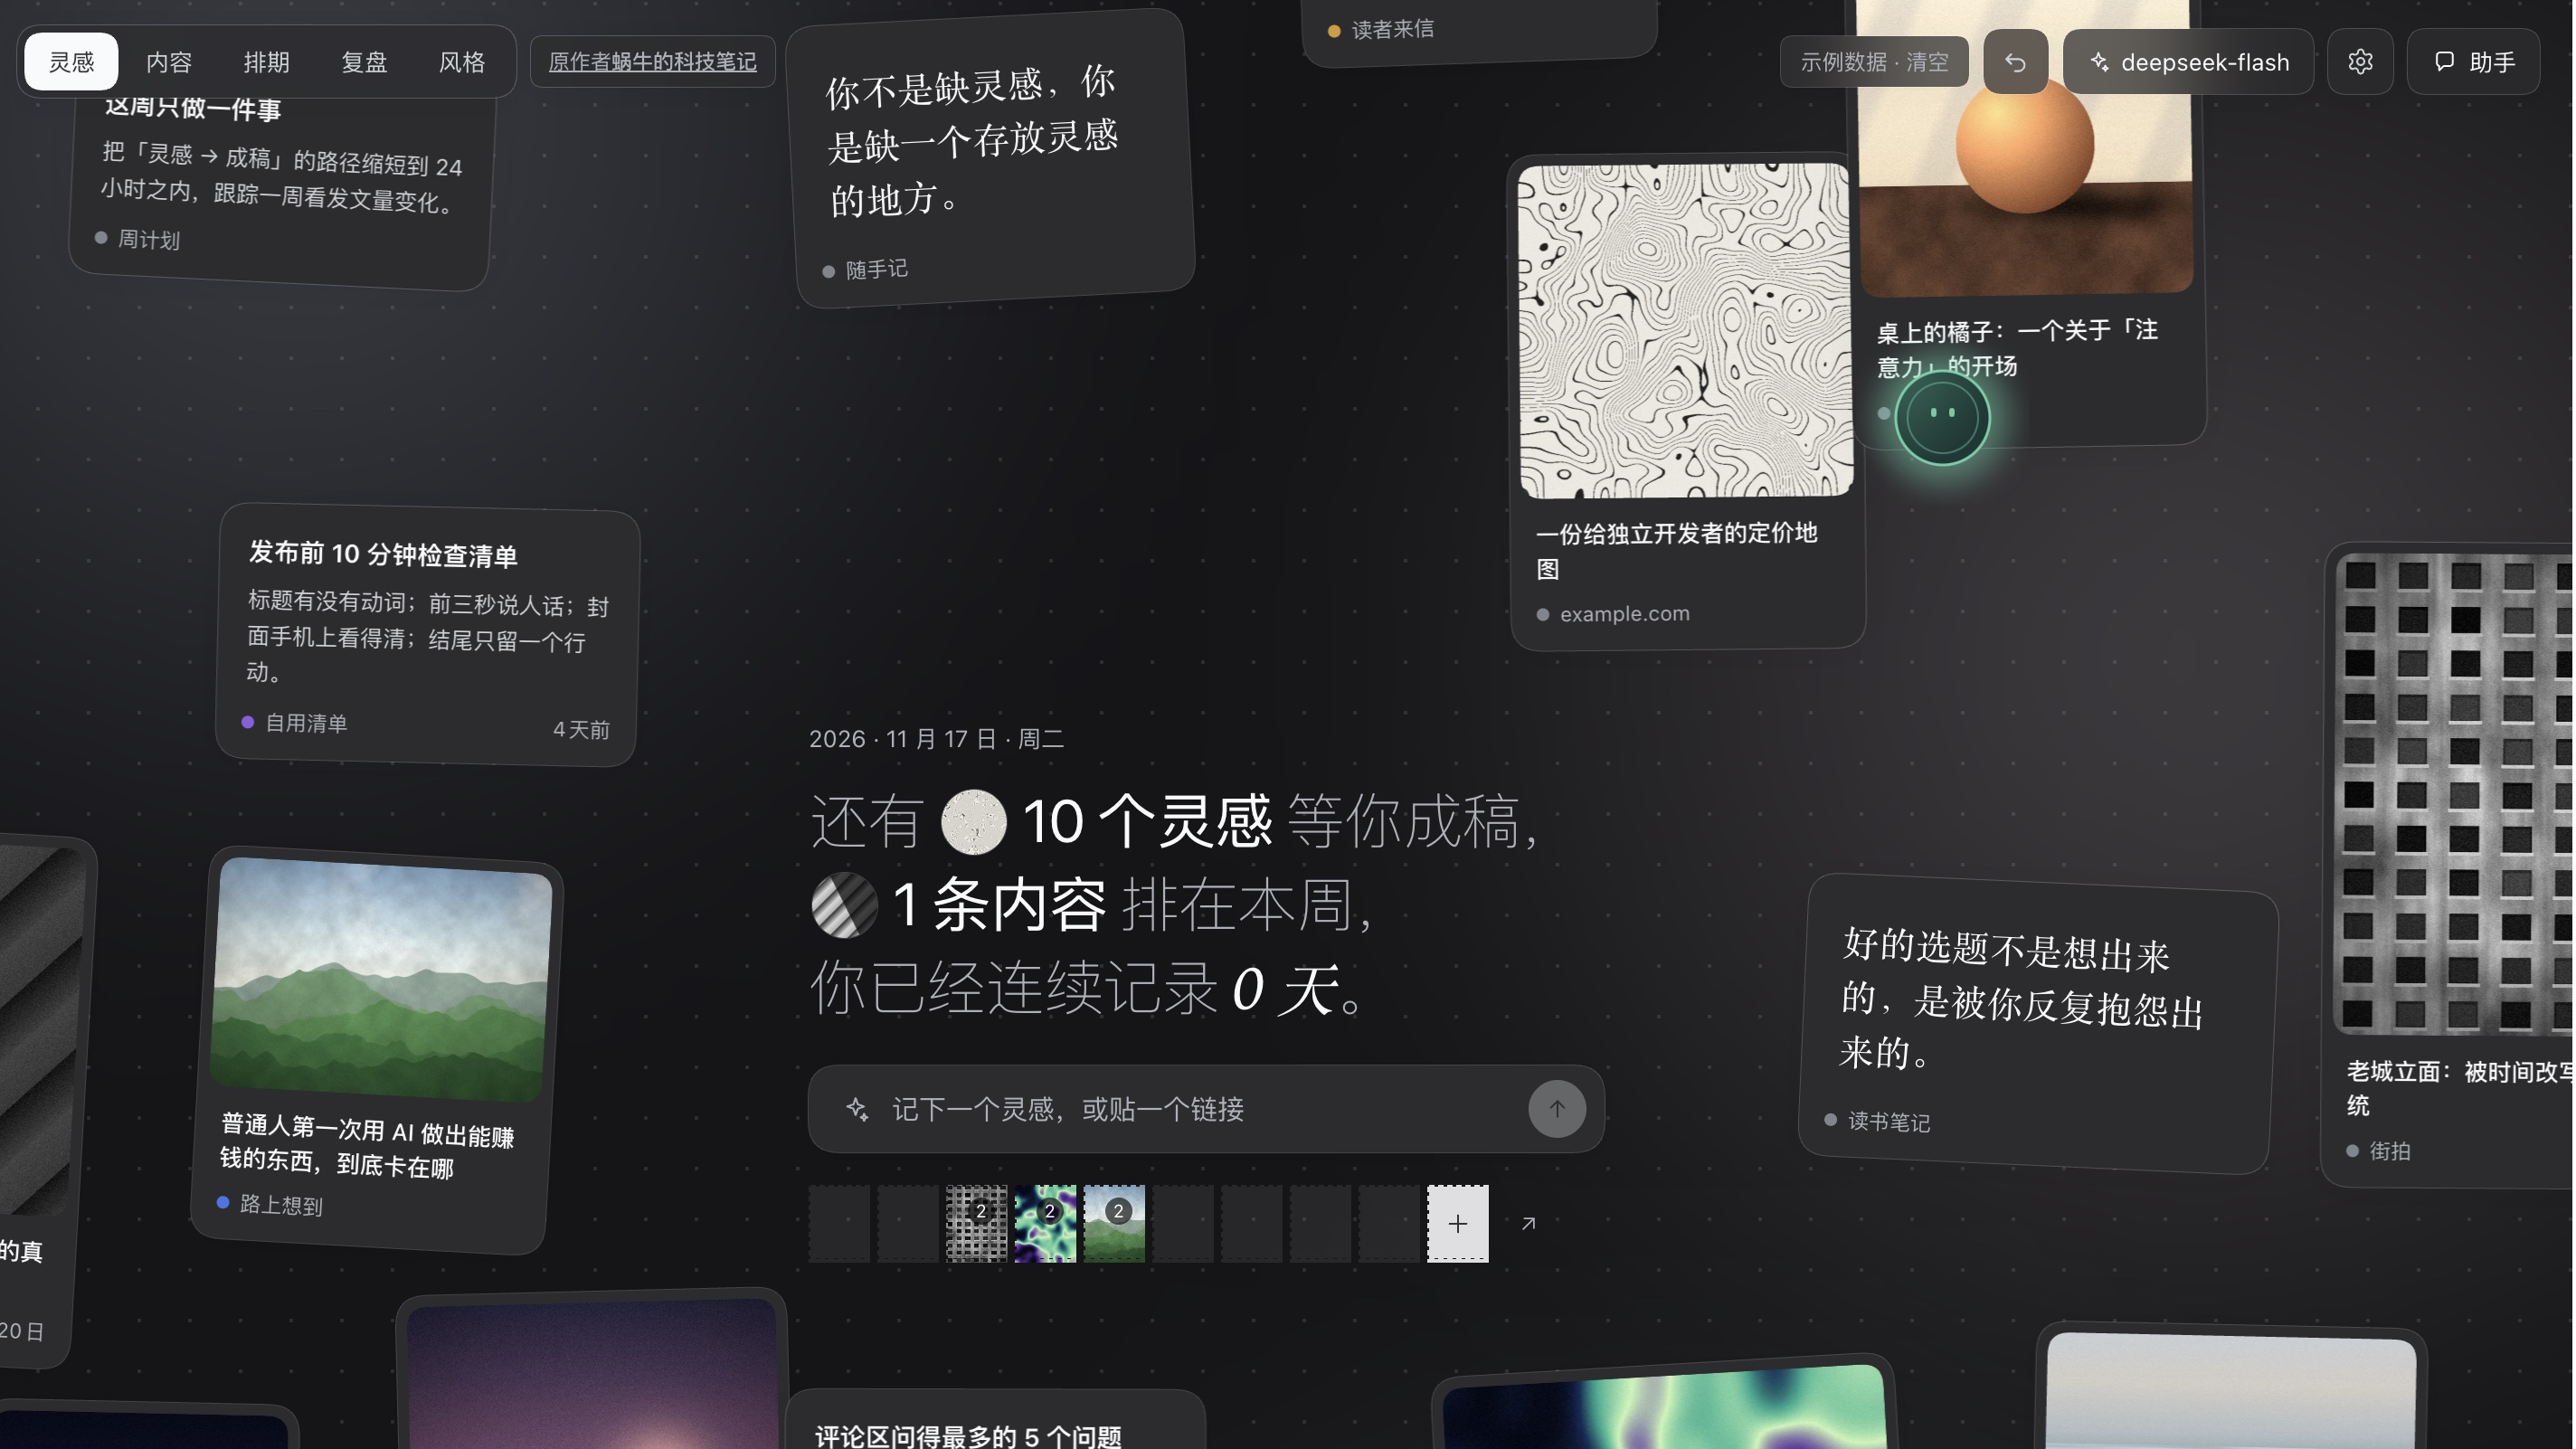 灵感 内容 排期 复盘 风格
原作者蜗牛的科技笔记
读者来信
示例数据 · 清空
deepseek-flash
助手
这周只做一件事
把「灵感 → 成稿」的路径缩短到 24
小时之内，跟踪一周看发文量变化。
周计划
你不是缺灵感，你
是缺一个存放灵感
的地方。
随手记
桌上的橘子：一个关于「注
意力」的开场
一份给独立开发者的定价地
图
example.com
发布前 10 分钟检查清单
标题有没有动词；前三秒说人话；封
面手机上看得清；结尾只留一个行
动。
自用清单
4 天前
2026 · 11 月 17 日 · 周二
还有 10 个灵感 等你成稿，
1 条内容 排在本周，
你已经连续记录 0 天。
记下一个灵感，或贴一个链接
2
2
2
好的选题不是想出来
的，是被你反复抱怨出
来的。
读书笔记
老城立面：被时间改写
统
街拍
普通人第一次用 AI 做出能赚
钱的东西，到底卡在哪
路上想到
的真
20 日
评论区问得最多的 5 个问题